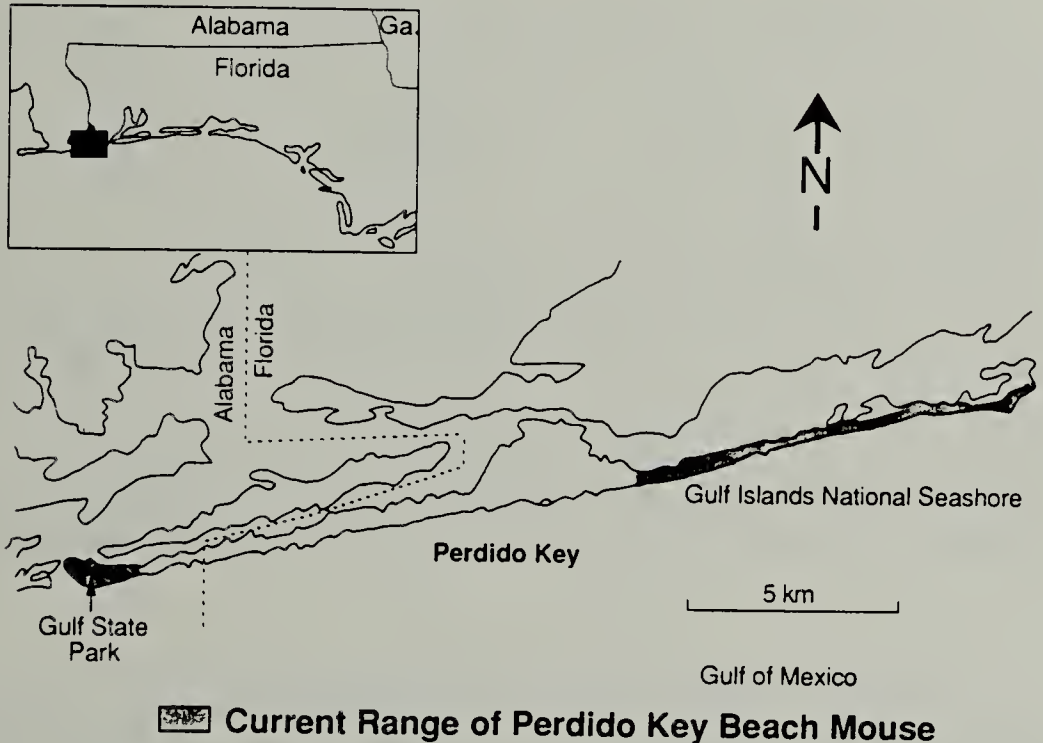 Alabama
Ga.
Florida
N
Alabama
Florida
Gulf Islands National Seashore
Perdido Key
5 km
Gulf State
Park
Gulf of Mexico
Current Range of Perdido Key Beach Mouse